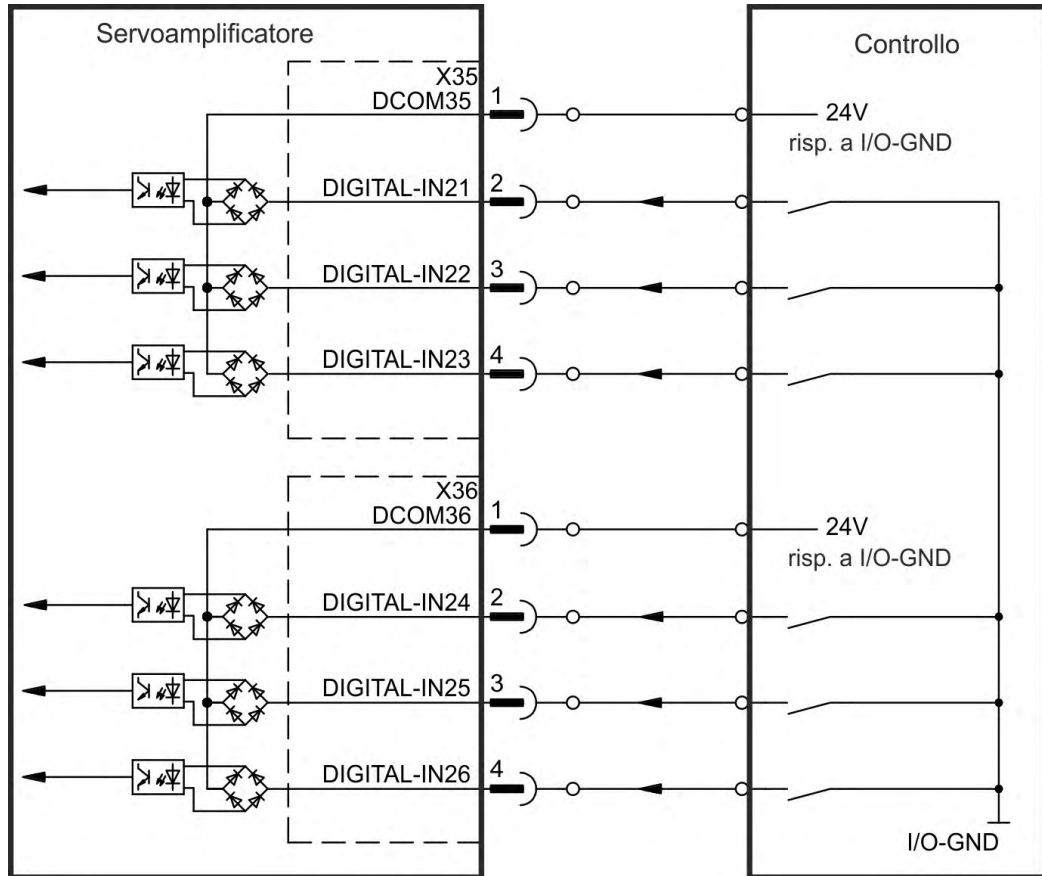 Servoamplificatore
Controllo
X35
DCOM35
1
24V
risp. a I/O-GND
DIGITAL-IN21
2
DIGITAL-IN22
3
DIGITAL-IN23
4
X36
DCOM36
1
24V
risp. a I/O-GND
DIGITAL-IN24
2
DIGITAL-IN25
3
DIGITAL-IN26
4
I/O-GND